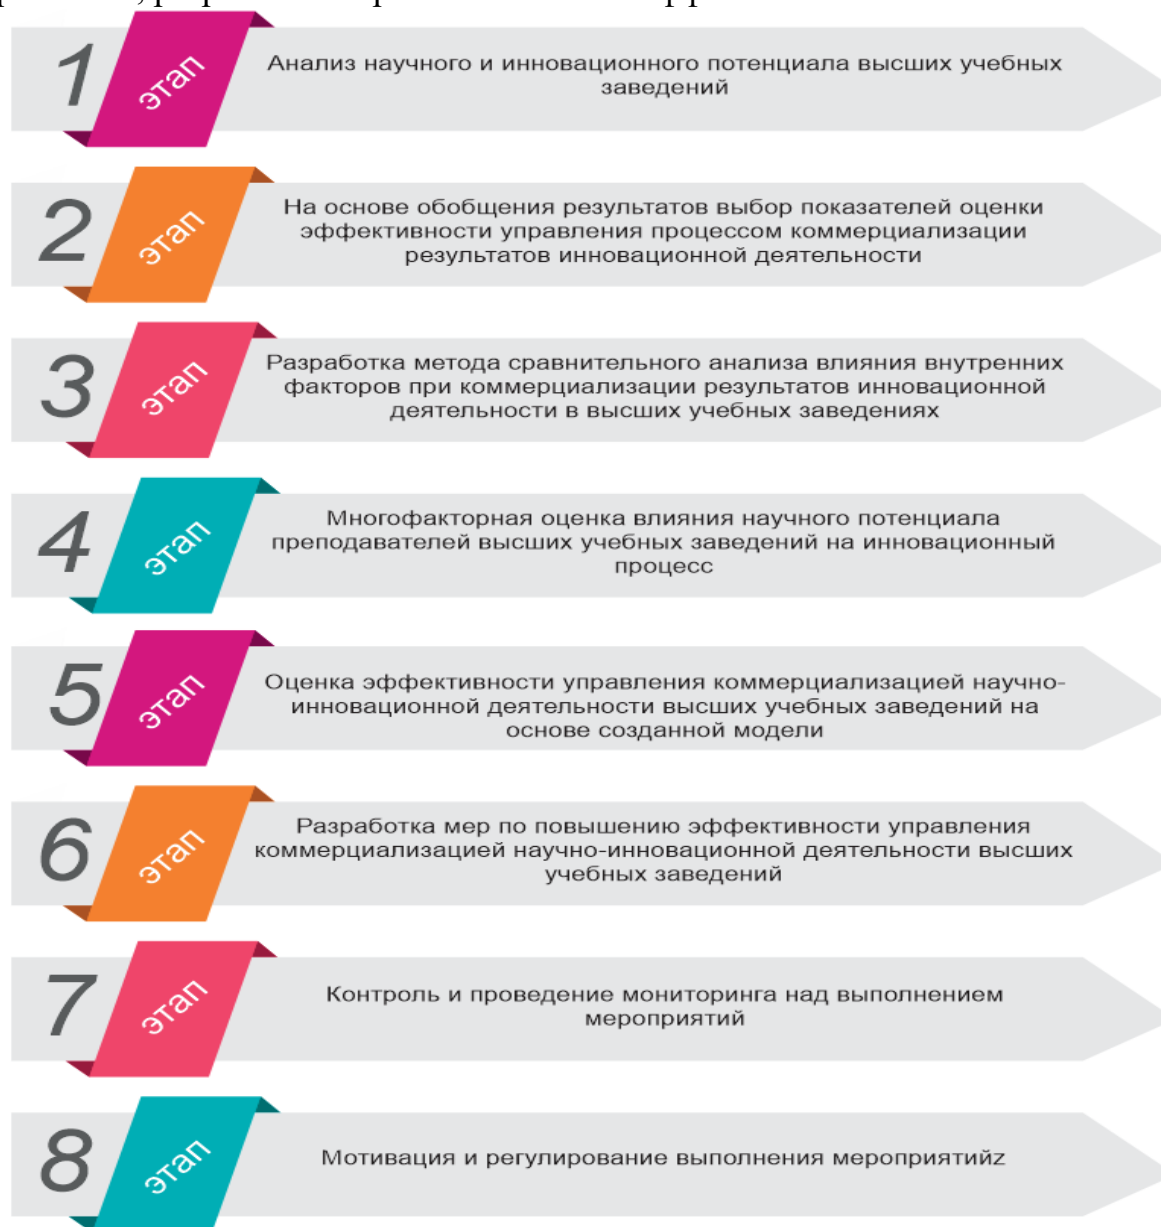 1
этап
Анализ научного и инновационного потенциала высших учебных
заведений
2
этап
На основе обобщения результатов выбор показателей оценки
эффективности управления процессом коммерциализации
результатов инновационной деятельности
3
этап
Разработка метода сравнительного анализа влияния внутренних
факторов при коммерциализации результатов инновационной
деятельности в высших учебных заведениях
4
этап
Многофакторная оценка влияния научного потенциала
преподавателей высших учебных заведений на инновационный
процесс
5
этап
Оценка эффективности управления коммерциализацией научно-
инновационной деятельности высших учебных заведений на
основе созданной модели
6
этап
Разработка мер по повышению эффективности управления
коммерциализацией научно-инновационной деятельности высших
учебных заведений
7
этап
Контроль и проведение мониторинга над выполнением
мероприятий
8
этап
Мотивация и регулирование выполнения мероприятийz